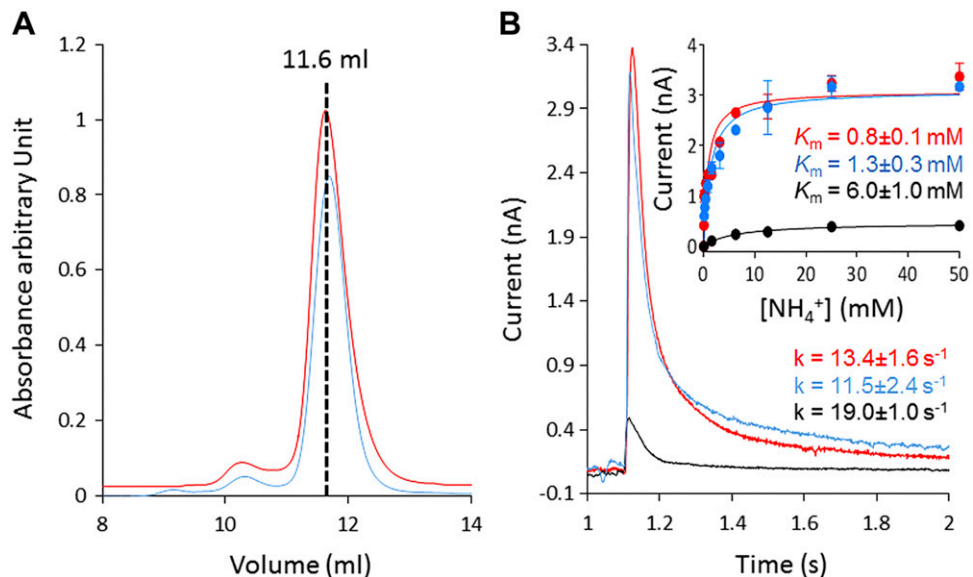 A
1.2
1
0.8
0.6
0.4
0.2
0
Absorbance arbitrary Unit
11.6 ml
8
10
12
14
Volume (ml)
B
3.4
2.9
2.4
1.9
1.4
0.9
0.4
-0.1
Current (nA)
4
3
2
1
0
Current (nA)
K_m = 0.8±0.1 mM
K_m = 1.3±0.3 mM
K_m = 6.0±1.0 mM
0
10
20
30
40
50
[NH₄⁺] (mM)
k = 13.4±1.6 s⁻¹
k = 11.5±2.4 s⁻¹
k = 19.0±1.0 s⁻¹
1
1.2
1.4
1.6
1.8
2
Time (s)